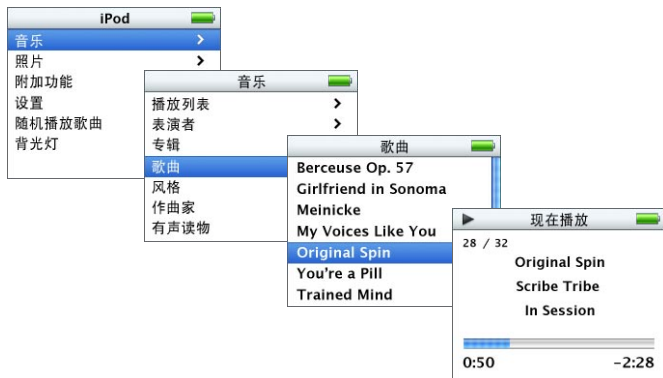 iPod
音乐
照片
附加功能
设置
随机播放歌曲
背光灯
音乐
播放列表
表演者
专辑
歌曲
风格
作曲家
有声读物
歌曲
Berceuse Op. 57
Girlfriend in Sonoma
Meinicke
My Voices Like You
Original Spin
You're a Pill
Trained Mind
现在播放
28 / 32
Original Spin
Scribe Tribe
In Session
0:50 -2:28